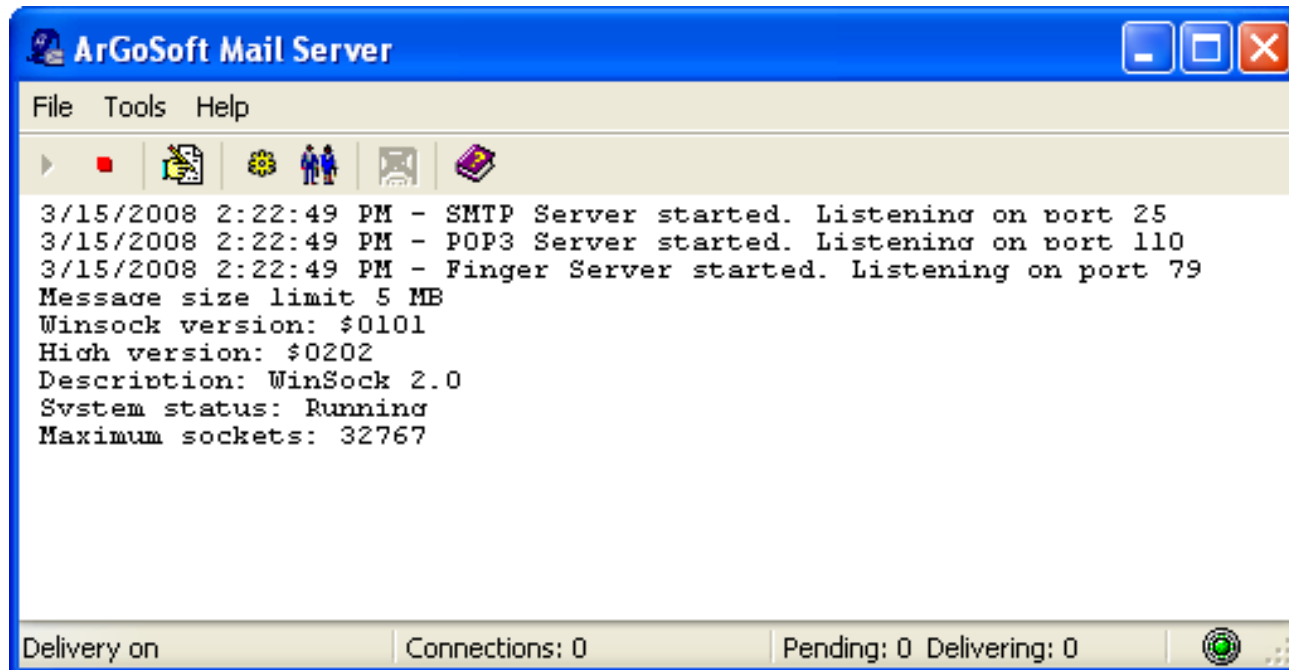 ArGoSoft Mail Server
File Tools Help
3/15/2008 2:22:49 PM - SMTP Server started. Listening on port 25
3/15/2008 2:22:49 PM - POP3 Server started. Listening on port 110
3/15/2008 2:22:49 PM - Finger Server started. Listening on port 79
Message size limit 5 MB
Winsock version: $0101
High version: $0202
Description: WinSock 2.0
System status: Running
Maximum sockets: 32767
Delivery on Connections: 0 Pending: 0 Delivering: 0